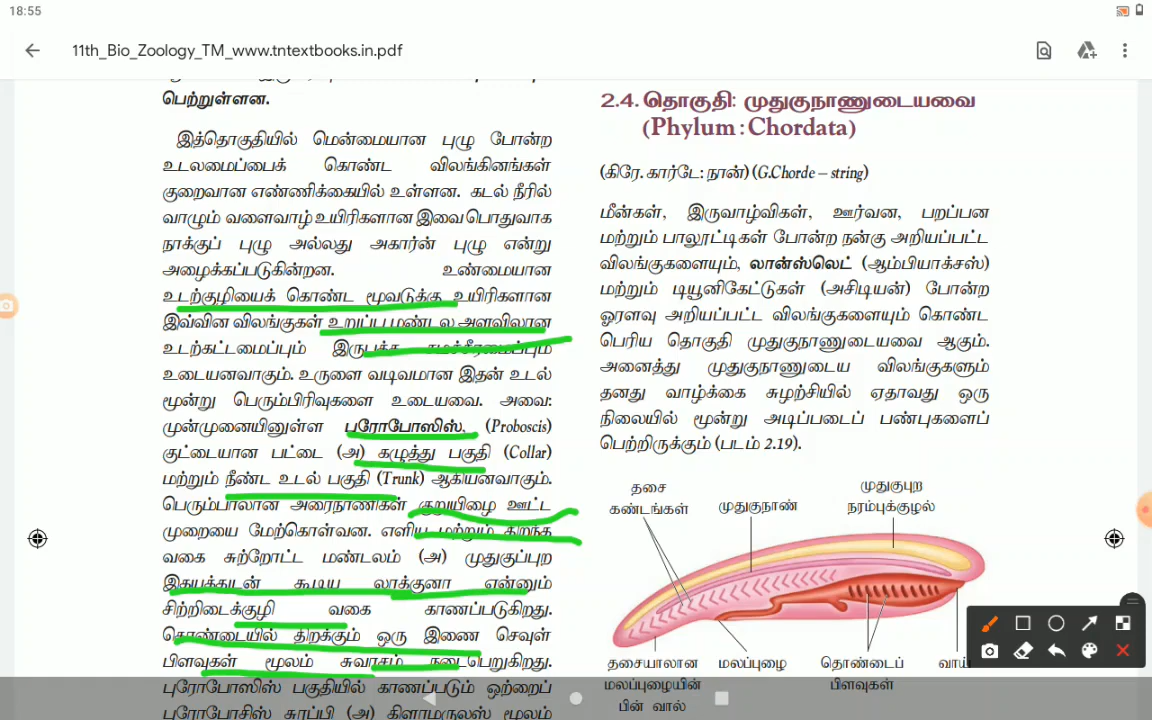 18:55
11th_Bio_Zoology_TM_www.tntextbooks.in.pdf
பெற்றுள்ளன.
இத்தொகுதியில் மென்மையான புழு போன்ற
உடலமைப்பைக் கொண்ட விலங்கினங்கள்
குறைவான எண்ணிக்கையில் உள்ளன. கடல் நீரில்
வாழும் வளைவாழ் உயிரிகளான இவை பொதுவாக
நாக்குப் புழு அல்லது அகார்ன் புழு என்று
அழைக்கப்படுகின்றன. உண்மையான
உடற்குழியைக் கொண்ட மூவடுக்கு உயிரிகளான
இவ்வின விலங்குகள் உறுப்பு மண்டல அளவிலான
உடற்கட்டமைப்பும் இருபக்க சமச்சீரமைப்பும்
உடையனவாகும். உருளை வடிவமான இதன் உடல்
மூன்று பெரும்பிரிவுகளை உடையவை. அவை:
முன்முனையினுள்ள புரோபோஸிஸ், (Proboscis)
குட்டையான பட்டை (அ) கழுத்து பகுதி (Collar)
மற்றும் நீண்ட உடல் பகுதி (Trunk) ஆகியனவாகும்.
பெரும்பாலான அரைநாணிகள் குறுயிழை ஊட்ட
முறையை மேற்கொள்வன. எளிய மற்றும் திறந்த
வகை சுற்றோட்ட மண்டலம் (அ) முதுகுப்புற
இதயத்துடன் கூடிய லாக்குனா என்னும்
சிற்றிடைக்குழி வகை காணப்படுகிறது.
தொண்டையில் திறக்கும் ஒரு இணை செவுள்
பிளவுகள் மூலம் சுவாசம் நடைபெறுகிறது.
புரோபோஸிஸ் பகுதியில் காணப்படும் ஒற்றைப்
புரோபோசிஸ் சுரப்பி (அ) கிளாமருலஸ் மூலம்
2.4. தொகுதி: முதுகுநாணுடையவை
(Phylum : Chordata)
(கிரே. கார்டே: நாண்) (G.Chorde – string)
மீன்கள், இருவாழ்விகள், ஊர்வன, பறப்பன
மற்றும் பாலூட்டிகள் போன்ற நன்கு அறியப்பட்ட
விலங்குகளையும், லான்ஸ்லெட் (ஆம்பியாக்சஸ்)
மற்றும் டியூனிகேட்டுகள் (அசிடியன்) போன்ற
ஓரளவு அறியப்பட்ட விலங்குகளையும் கொண்ட
பெரிய தொகுதி முதுகுநாணுடையவை ஆகும்.
அனைத்து முதுகுநாணுடைய விலங்குகளும்
தனது வாழ்க்கை சுழற்சியில் ஏதாவது ஒரு
நிலையில் மூன்று அடிப்படைப் பண்புகளைப்
பெற்றிருக்கும் (படம் 2.19).
தசை
கண்டங்கள்
முதுகுநாண்
முதுகுபுற
நரம்புக்குழல்
தசையாலான
மலப்புழையின்
பின் வால்
மலப்புழை
தொண்டைப்
பிளவுகள்
வாய்